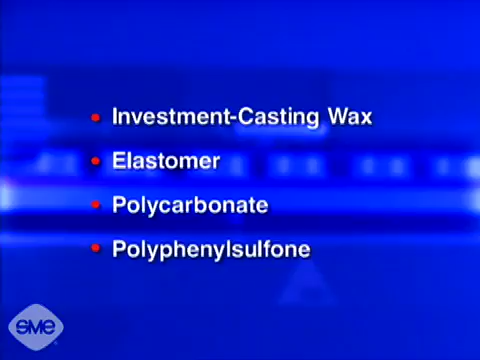 • Investment-Casting Wax
• Elastomer
• Polycarbonate
• Polyphenylsulfone
SME